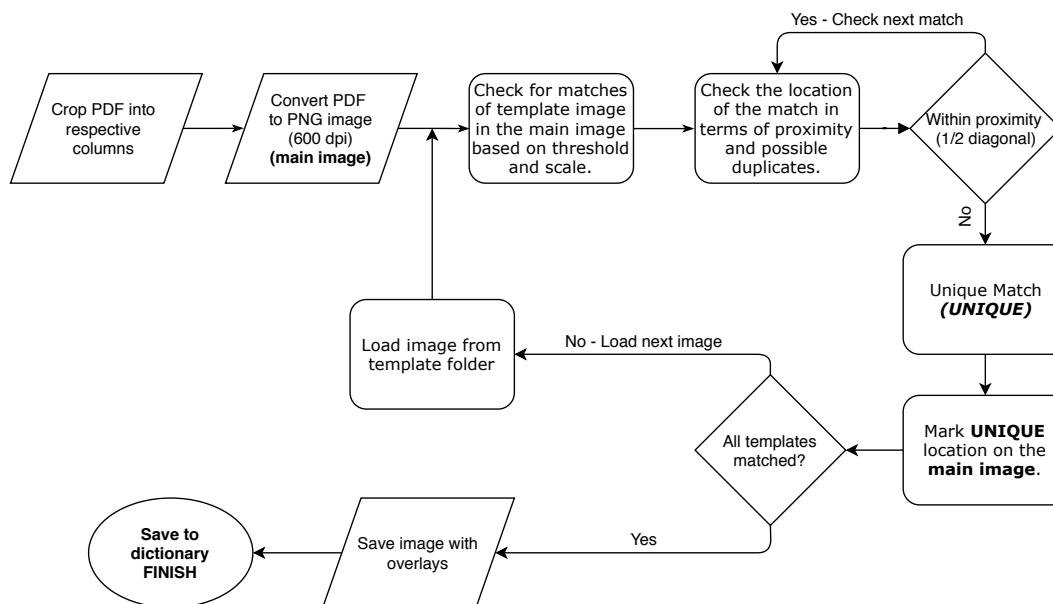 Yes - Check next match
Crop PDF into
respective
columns
Convert PDF
to PNG image
(600 dpi)
(main image)
Check for matches
of template image
in the main image
based on threshold
and scale.
Check the location
of the match in
terms of proximity
and possible
duplicates.
Within proximity
(1/2 diagonal)
No
Unique Match
(UNIQUE)
Load image from
template folder
No - Load next image
All templates
matched?
Mark UNIQUE
location on the
main image.
Yes
Save image with
overlays
Save to
dictionary
FINISH